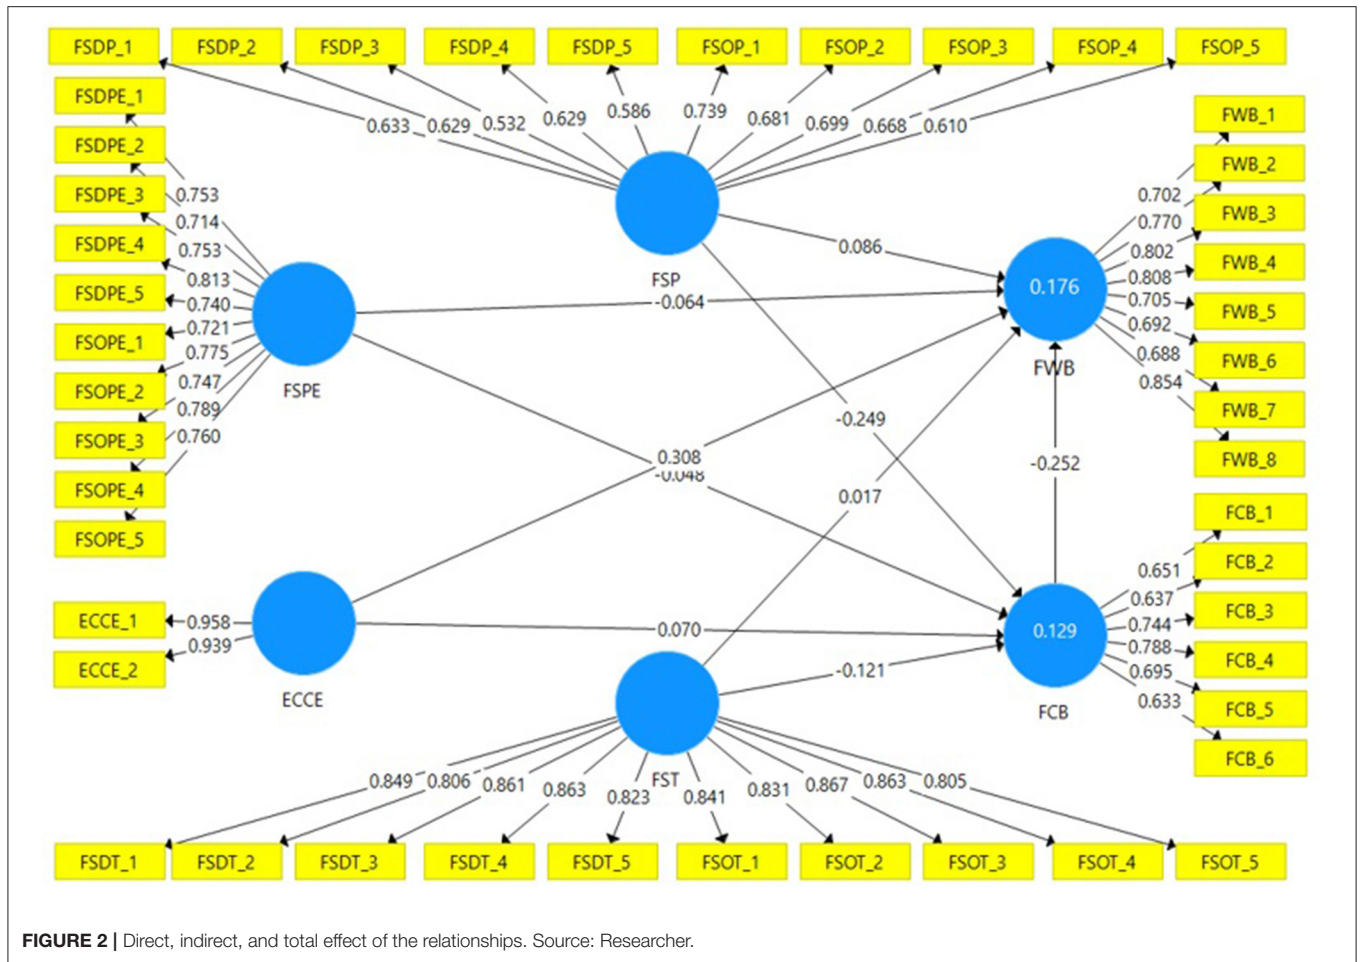 FSDP_1 FSDP_2 FSDP_3 FSDP_4 FSDP_5 FSOP_1 FSOP_2 FSOP_3 FSOP_4 FSOP_5
0.633 0.629 0.532 0.629 0.586 0.739 0.681 0.699 0.668 0.610
FSDPE_1
FSDPE_2
FSDPE_3
FSDPE_4
FSDPE_5
FSOPE_1
FSOPE_2
FSOPE_3
FSOPE_4
FSOPE_5
0.753
0.714
0.753
0.813
0.740
0.721
0.775
0.747
0.789
0.760
FSPE
FSP
0.086
-0.064
-0.249
0.308
-0.048
0.017
0.176
FWB
-0.252
0.702
0.770
0.802
0.808
0.705
0.692
0.688
0.854
FWB_1
FWB_2
FWB_3
FWB_4
FWB_5
FWB_6
FWB_7
FWB_8
ECCE_1
ECCE_2
0.958
0.939
ECCE
0.070
-0.121
0.129
FCB
0.651
0.637
0.744
0.788
0.695
0.633
FCB_1
FCB_2
FCB_3
FCB_4
FCB_5
FCB_6
FST
0.849 0.806 0.861 0.863 0.823 0.841 0.831 0.867 0.863 0.805
FSDT_1 FSDT_2 FSDT_3 FSDT_4 FSDT_5 FSOT_1 FSOT_2 FSOT_3 FSOT_4 FSOT_5
FIGURE 2 | Direct, indirect, and total effect of the relationships. Source: Researcher.